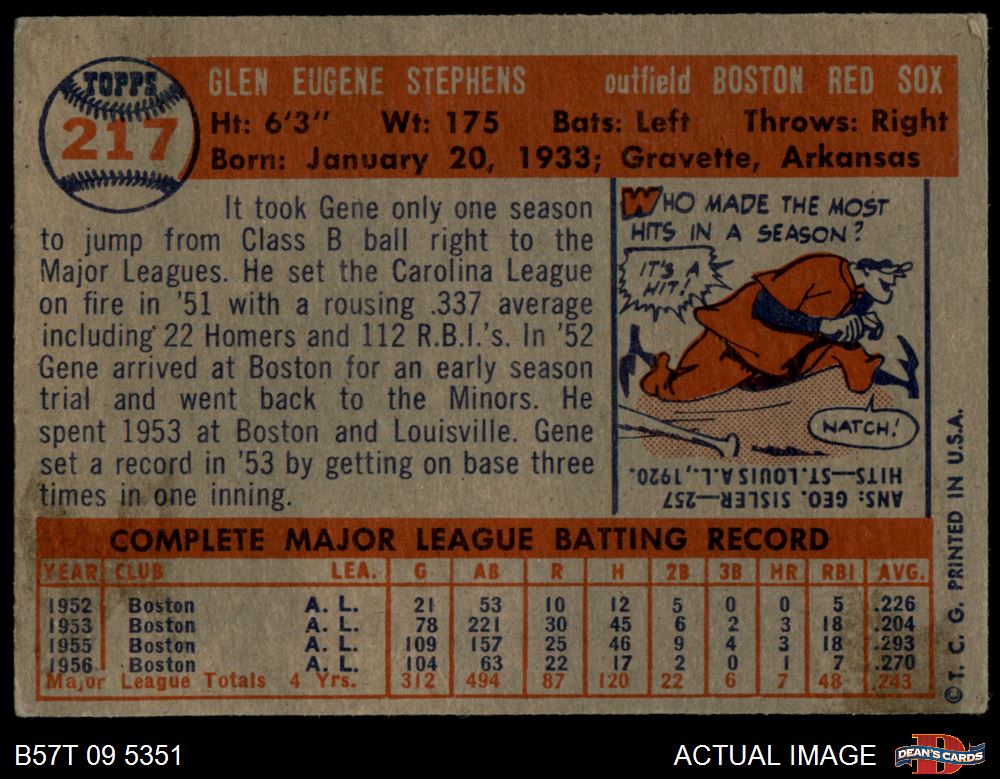 TOPPS
217
GLEN EUGENE STEPHENS outfield BOSTON RED SOX
Ht: 6'3" Wt: 175 Bats: Left Throws: Right
Born: January 20, 1933; Gravette, Arkansas
It took Gene only one season
to jump from Class B ball right to the
Major Leagues. He set the Carolina League
on fire in '51 with a rousing .337 average
including 22 Homers and 112 R.B.I.'s. In '52
Gene arrived at Boston for an early season
trial and went back to the Minors. He
spent 1953 at Boston and Louisville. Gene
set a record in '53 by getting on base three
times in one inning.
WHO MADE THE MOST
HITS IN A SEASON?
IT'S A
HIT!
NATCH!
ANS: GEO. SISLER—257
HITS—ST. LOUIS A.L., 1920.
COMPLETE MAJOR LEAGUE BATTING RECORD
YEAR CLUB LEA. G AB R H 2B 3B HR RBI AVG.
1952 Boston A. L. 21 53 10 12 5 0 0 5 .226
1953 Boston A. L. 78 221 30 45 6 2 3 18 .204
1955 Boston A. L. 109 157 25 46 9 4 3 18 .293
1956 Boston A. L. 104 63 22 17 2 0 1 7 .270
Major League Totals 4 Yrs. 312 494 87 120 22 6 7 48 .243
© T. C. G. PRINTED IN U.S.A.
B57T 09 5351
ACTUAL IMAGE
DEAN'S CARDS